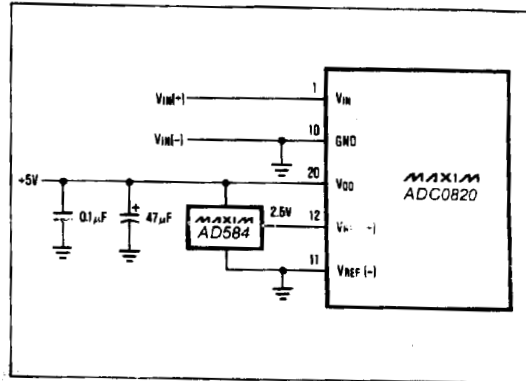 1
VIN(+)
VIN
VIN(-)
10
GND
+5V
20
VDD
MAXIM
ADC0820
0.1µF
+
47µF
MAXIM
AD584
2.5V
12
11
VREF (-)